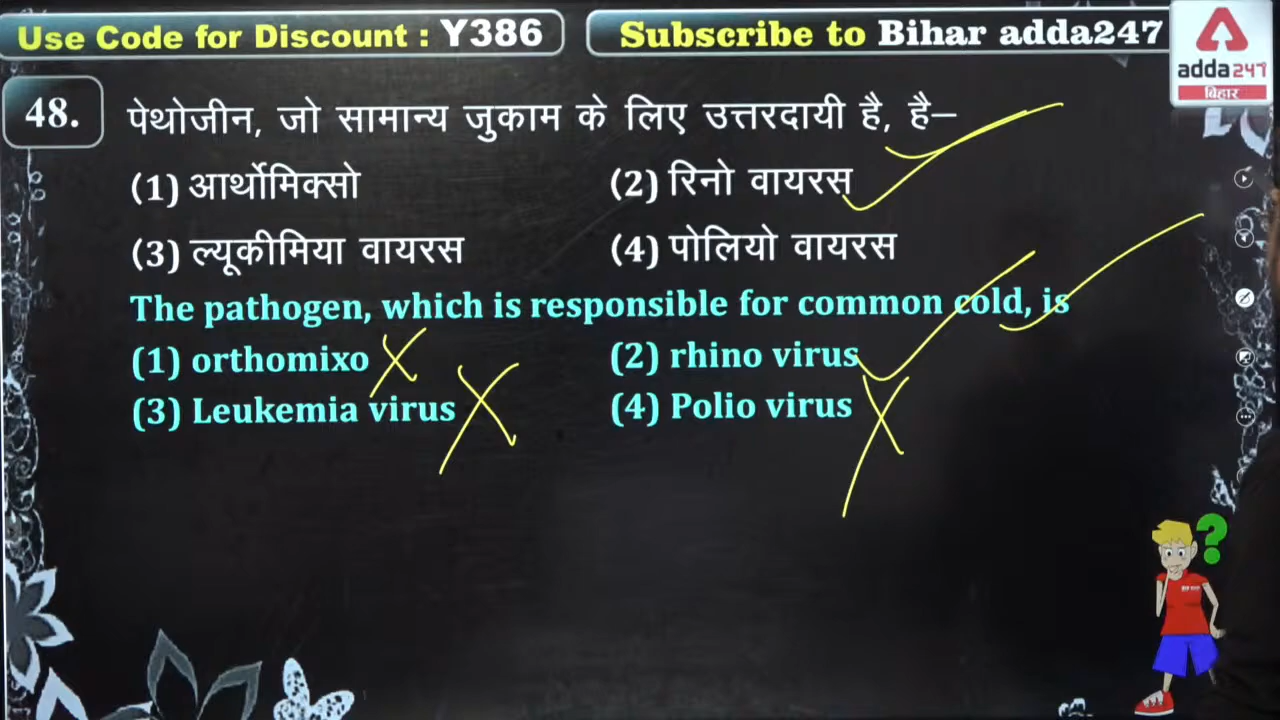 Use Code for Discount : Y386
Subscribe to Bihar adda247
adda247
बिहार
48. पेथोजीन, जो सामान्य जुकाम के लिए उत्तरदायी है, है–
(1) आर्थोमिक्सो (2) रिनो वायरस
(3) ल्यूकीमिया वायरस (4) पोलियो वायरस
The pathogen, which is responsible for common cold, is
(1) orthomixo (2) rhino virus
(3) Leukemia virus (4) Polio virus